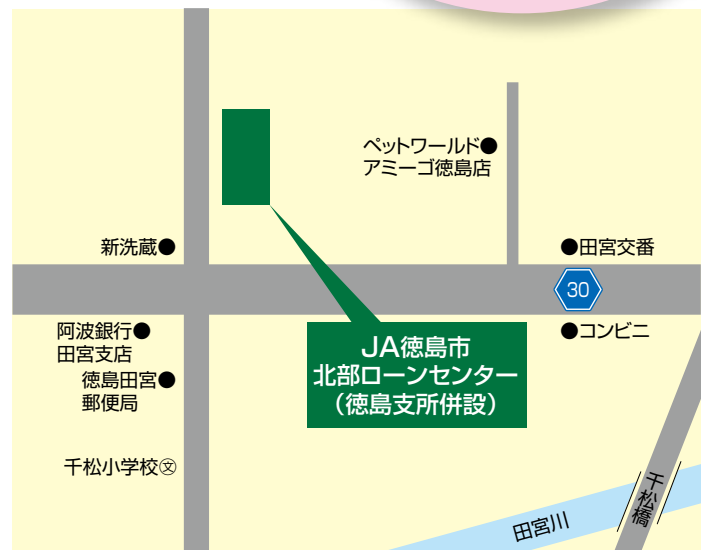 ペットワールド●
アミーゴ徳島店
新洗蔵●
●田宮交番
30
阿波銀行●
田宮支店
●コンビニ
徳島田宮●
郵便局
JA徳島市
北部ローンセンター
（徳島支所併設）
千松小学校㊫
千松橋
田宮川